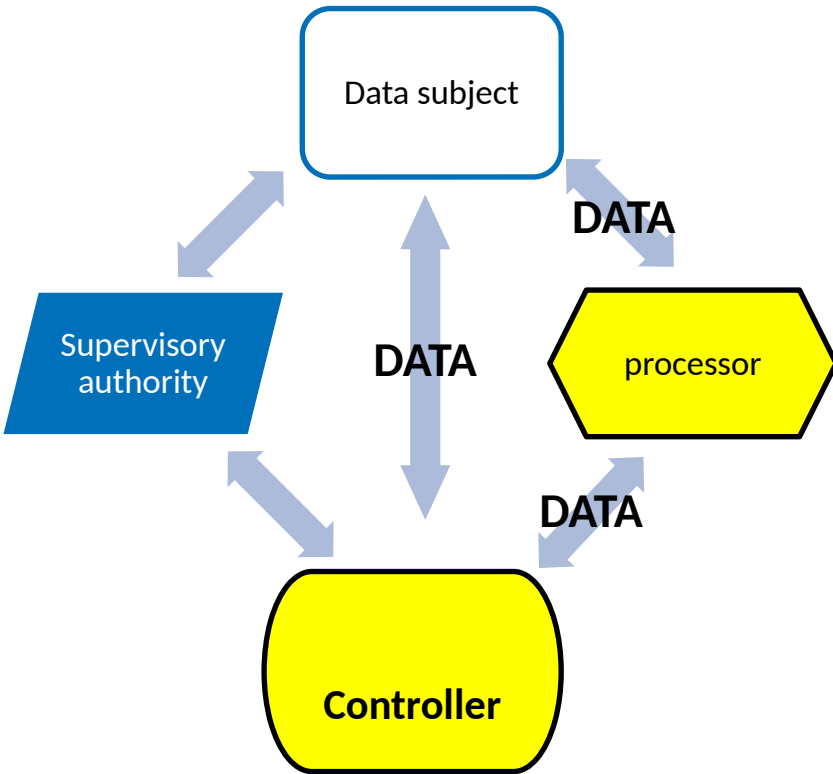 Data subject
DATA
Supervisory
authority
DATA
processor
DATA
Controller